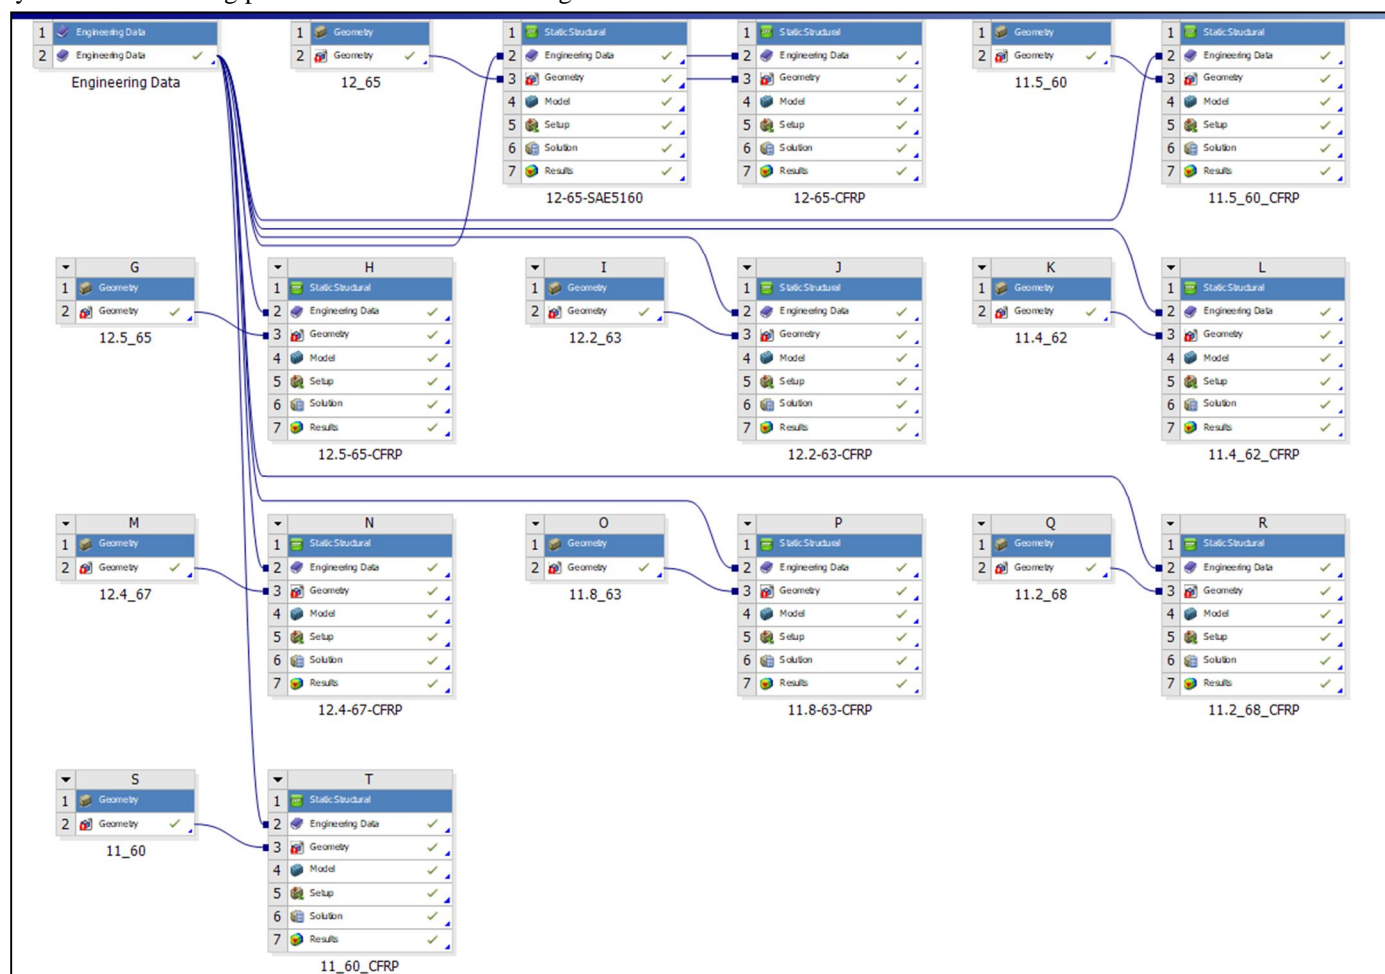 1 Engineering Data
2 Engineering Data
Engineering Data
1 Geometry
2 Geometry
12_65
1 Static Structural
2 Engineering Data
3 Geometry
4 Model
5 Setup
6 Solution
7 Results
12-65-SAE5160
1 Static Structural
2 Engineering Data
3 Geometry
4 Model
5 Setup
6 Solution
7 Results
12-65-CFRP
1 Geometry
2 Geometry
11.5_60
1 Static Structural
2 Engineering Data
3 Geometry
4 Model
5 Setup
6 Solution
7 Results
11.5_60_CFRP
G
1 Geometry
2 Geometry
12.5_65
H
1 Static Structural
2 Engineering Data
3 Geometry
4 Model
5 Setup
6 Solution
7 Results
12.5-65-CFRP
I
1 Geometry
2 Geometry
12.2_63
J
1 Static Structural
2 Engineering Data
3 Geometry
4 Model
5 Setup
6 Solution
7 Results
12.2-63-CFRP
K
1 Geometry
2 Geometry
11.4_62
L
1 Static Structural
2 Engineering Data
3 Geometry
4 Model
5 Setup
6 Solution
7 Results
11.4_62_CFRP
M
1 Geometry
2 Geometry
12.4_67
N
1 Static Structural
2 Engineering Data
3 Geometry
4 Model
5 Setup
6 Solution
7 Results
12.4-67-CFRP
O
1 Geometry
2 Geometry
11.8_63
P
1 Static Structural
2 Engineering Data
3 Geometry
4 Model
5 Setup
6 Solution
7 Results
11.8-63-CFRP
Q
1 Geometry
2 Geometry
11.2_68
R
1 Static Structural
2 Engineering Data
3 Geometry
4 Model
5 Setup
6 Solution
7 Results
11.2_68_CFRP
S
1 Geometry
2 Geometry
11_60
T
1 Static Structural
2 Engineering Data
3 Geometry
4 Model
5 Setup
6 Solution
7 Results
11_60_CFRP